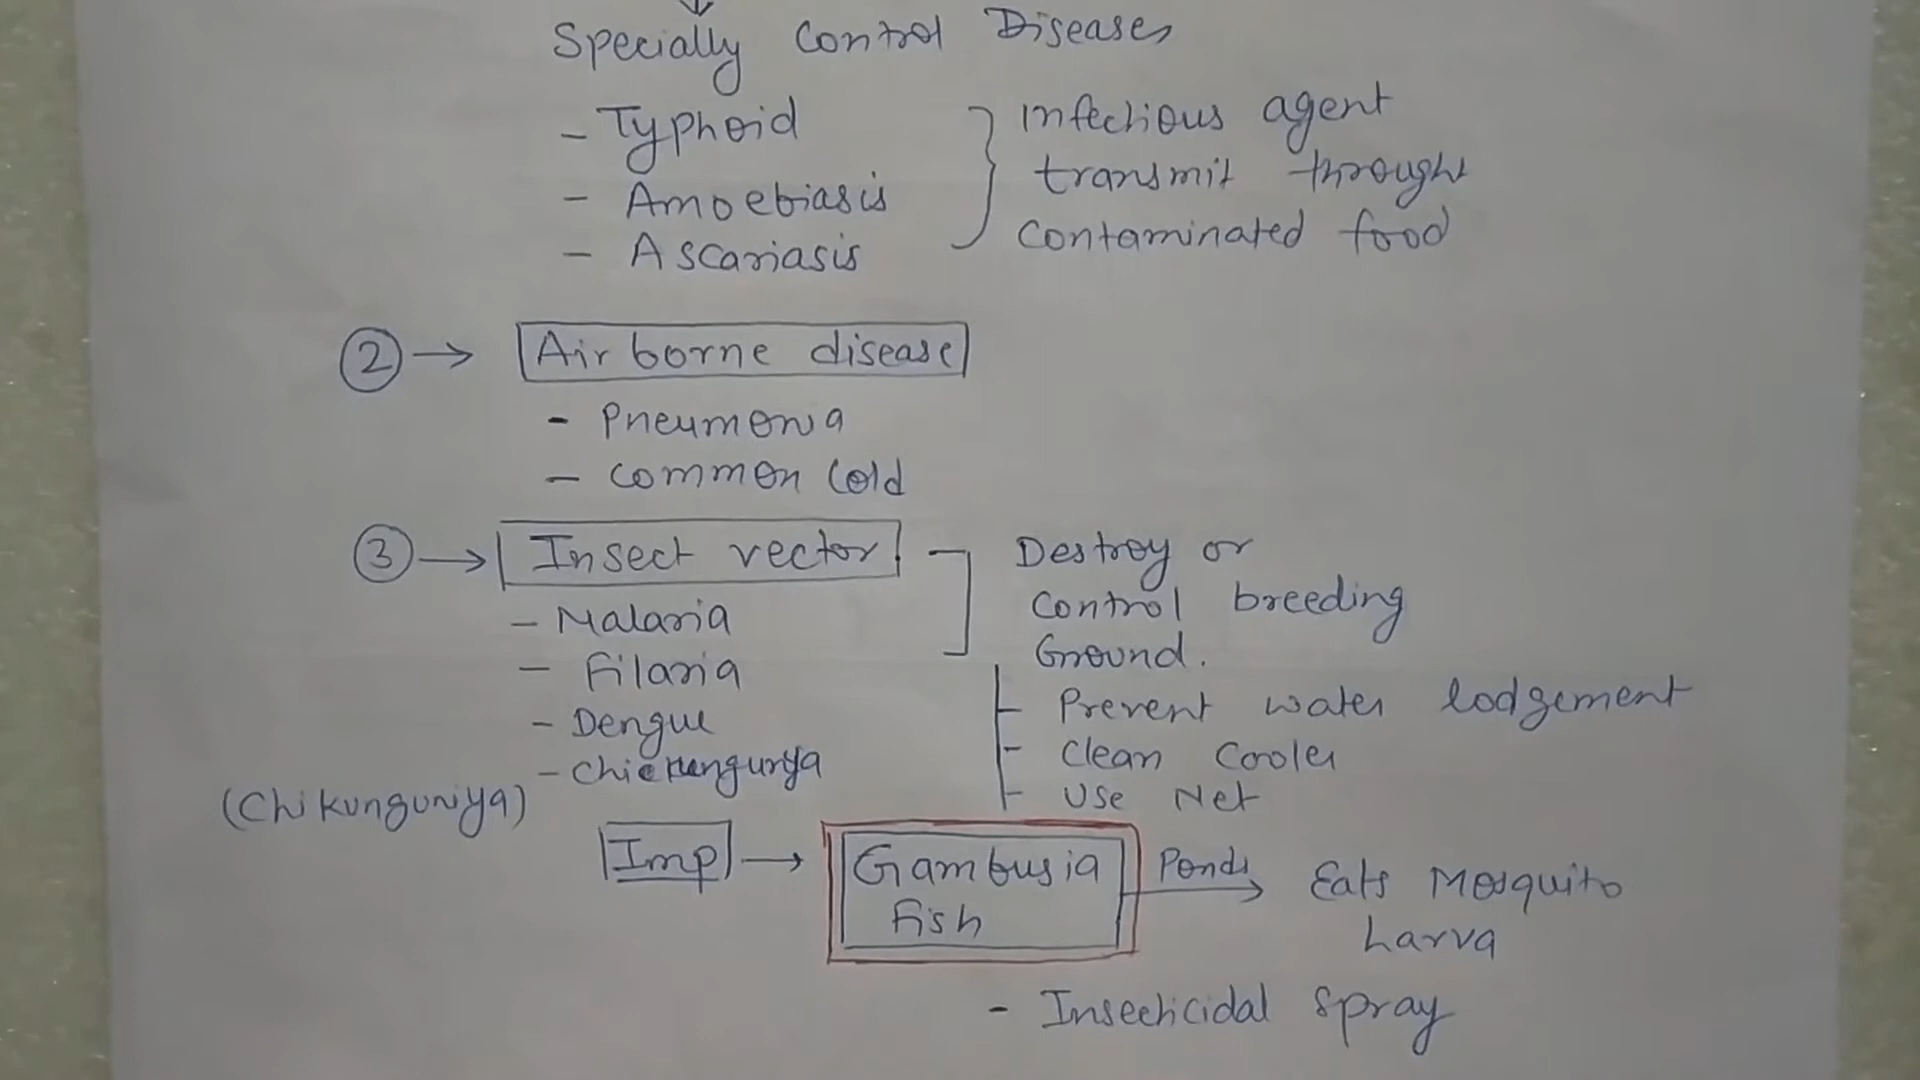 Specially Control Diseases
- Typhoid
- Amoebiasis
- Ascariasis
infectious agent
transmit throught
contaminated food
2 → Air borne disease
- Pneumonia
- Common Cold
3 → Insect vector
- Malaria
- Filaria
- Dengue
- Chickengunya
(Chikunguniya)
Destroy or
Control breeding
Ground.
Prevent water lodgement
Clean Cooler
Use Net
Imp → Gambusia
Fish
Ponds → Eats Mosquito
Larva
- Insecticidal Spray